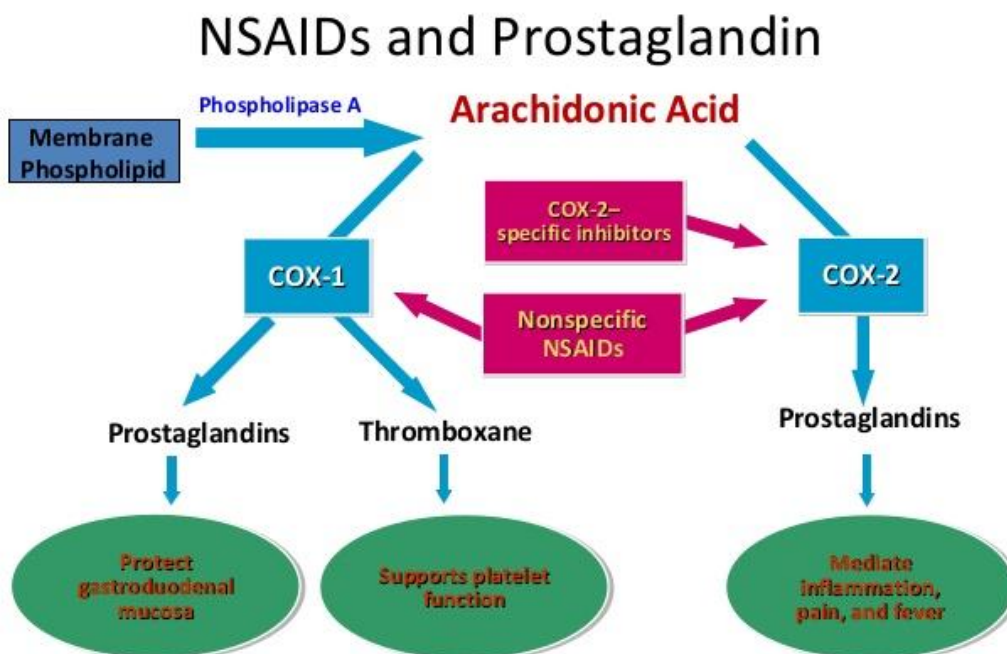 NSAIDs and Prostaglandin
Phospholipase A
Arachidonic Acid
Membrane
Phospholipid
COX-2–
specific inhibitors
COX-1
COX-2
Nonspecific
NSAIDs
Prostaglandins
Thromboxane
Prostaglandins
Protect
gastroduodenal
mucosa
Supports platelet
function
Mediate
inflammation,
pain, and fever